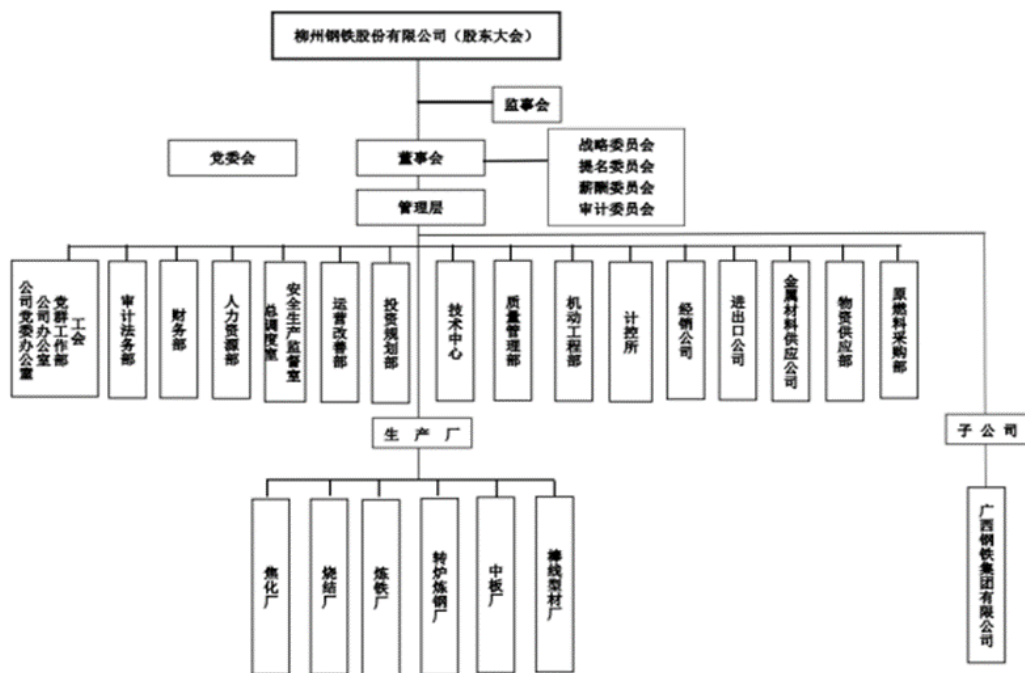 柳州钢铁股份有限公司（股东大会）
监事会
党委会
董事会
战略委员会
提名委员会
薪酬委员会
审计委员会
管理层
工会
党群工作部
公司办公室
公司党委办公室
审计法务部
财务部
人力资源部
安全生产监督室
总调度室
运营改善部
投资规划部
技术中心
质量管理部
机动工程部
计控所
经销公司
进出口公司
金属材料供应公司
物资供应部
原燃料采购部
生产厂
子公司
焦化厂
烧结厂
炼铁厂
转炉炼钢厂
中板厂
棒线型材厂
广西钢铁集团有限公司